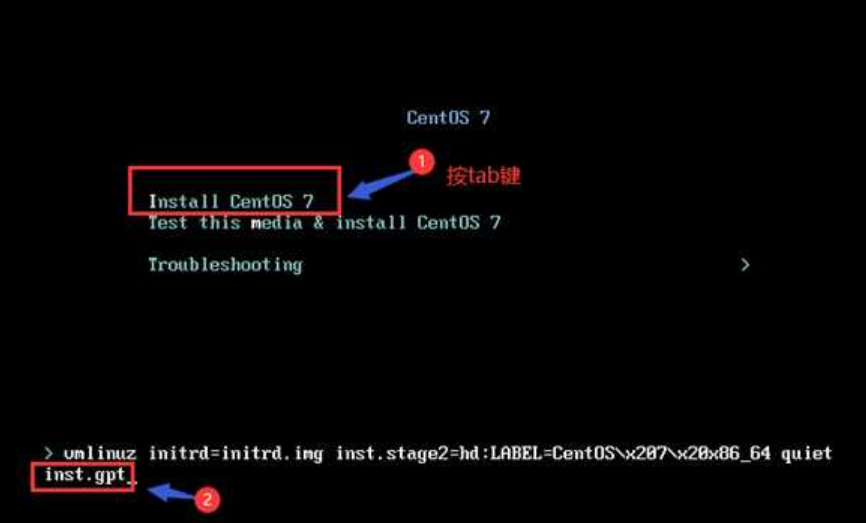 CentOS 7
1 按tab键
Install CentOS 7
Test this media & install CentOS 7
Troubleshooting >
> vmlinuz initrd=initrd.img inst.stage2=hd:LABEL=CentOS\x207\x20x86_64 quiet
inst.gpt_
2